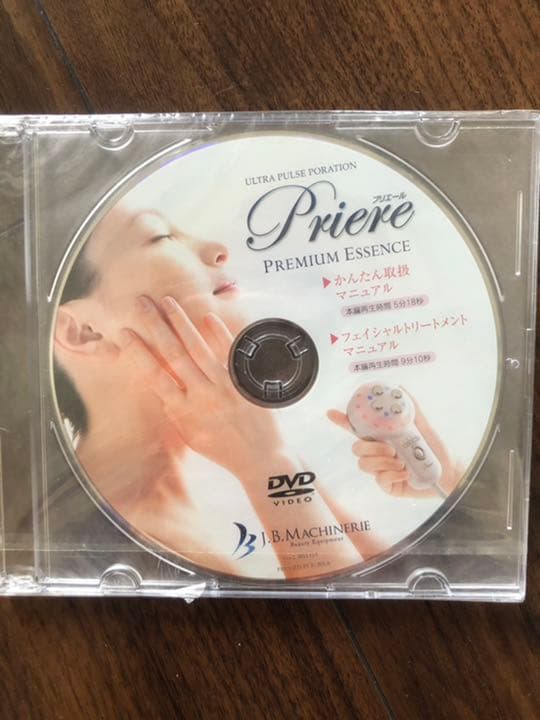 ULTRA PULSE PORATION
プリエール
Priere
PREMIUM ESSENCE
▶かんたん取扱
マニュアル
本編再生時間 5分18秒
▶フェイシャルトリートメント
マニュアル
本編再生時間 9分10秒
DVD
VIDEO
J.B.MACHINERIE
Beauty Equipment